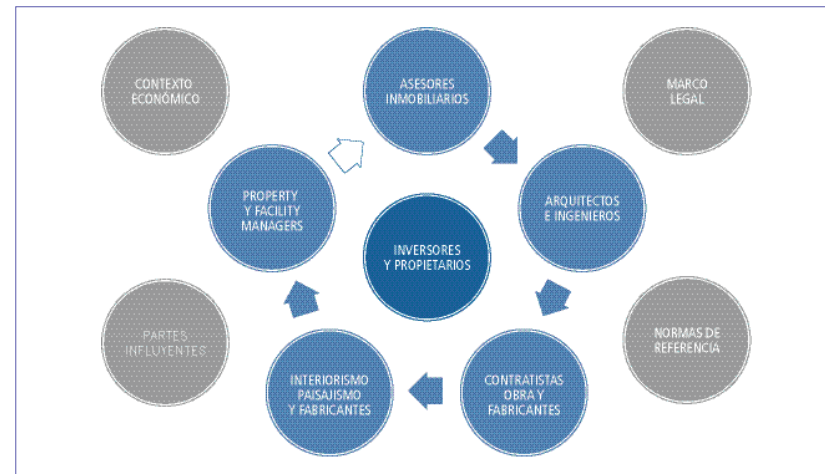 CONTEXTO
ECONÓMICO
ASESORES
INMOBILIARIOS
MARCO
LEGAL
PROPERTY
Y FACILITY
MANAGERS
ARQUITECTOS
E INGENIEROS
INVERSORES
Y PROPIETARIOS
PARTES
INFLUYENTES
NORMAS DE
REFERENCIA
INTERIORISMO
PAISAJISMO
Y FABRICANTES
CONTRATISTAS
OBRA Y
FABRICANTES